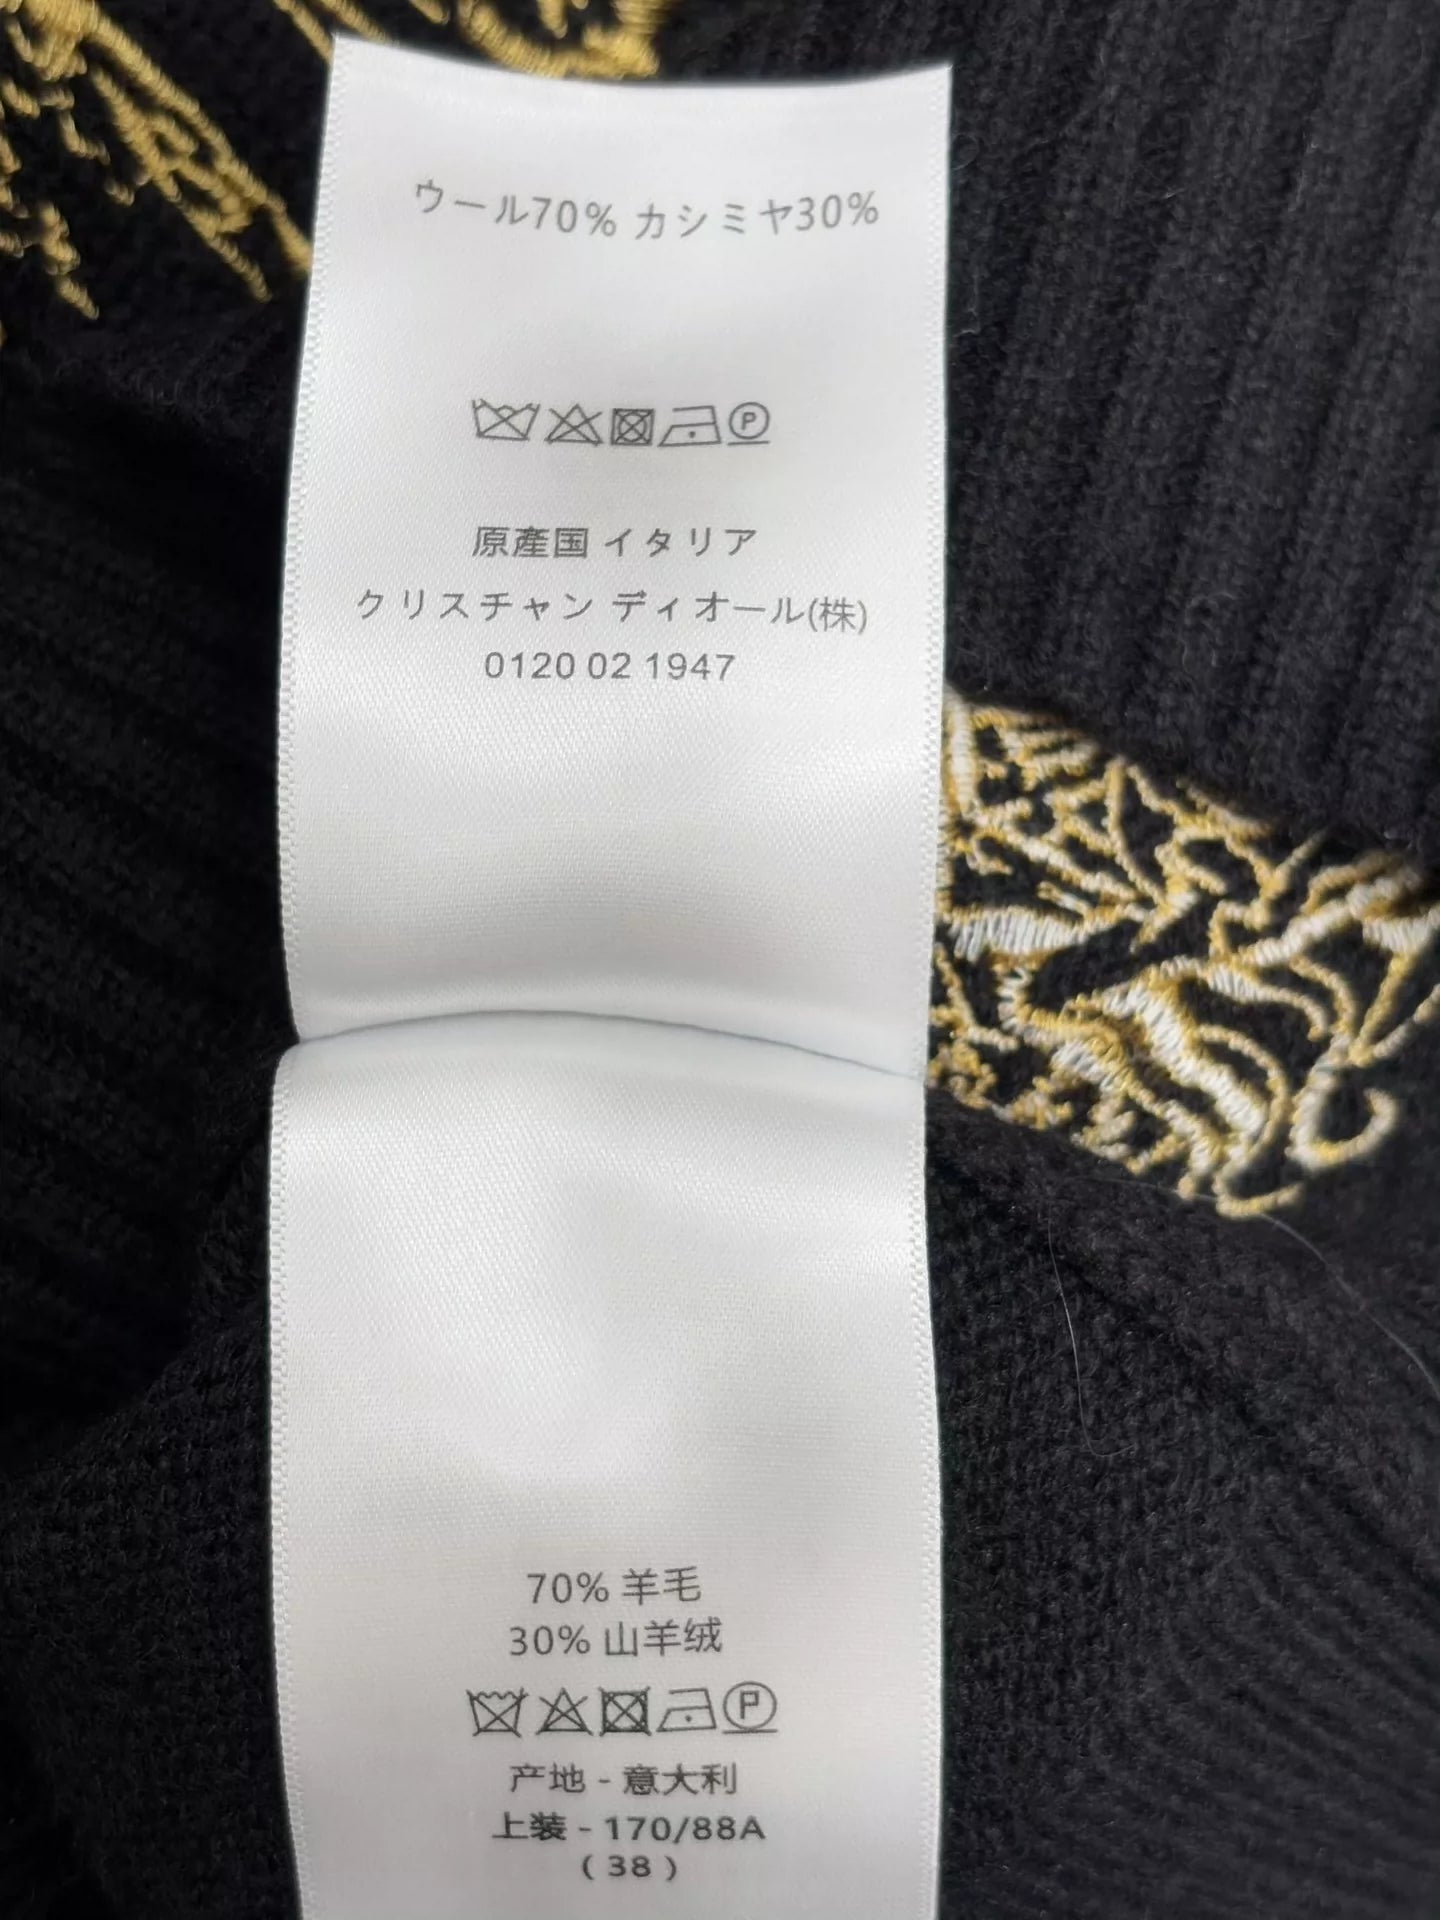 ウール70% カシミヤ30%
原產国 イタリア
クリスチャン ディオール(株)
0120 02 1947
70% 羊毛
30% 山羊绒
产地 - 意大利
上装 - 170/88A
( 38 )